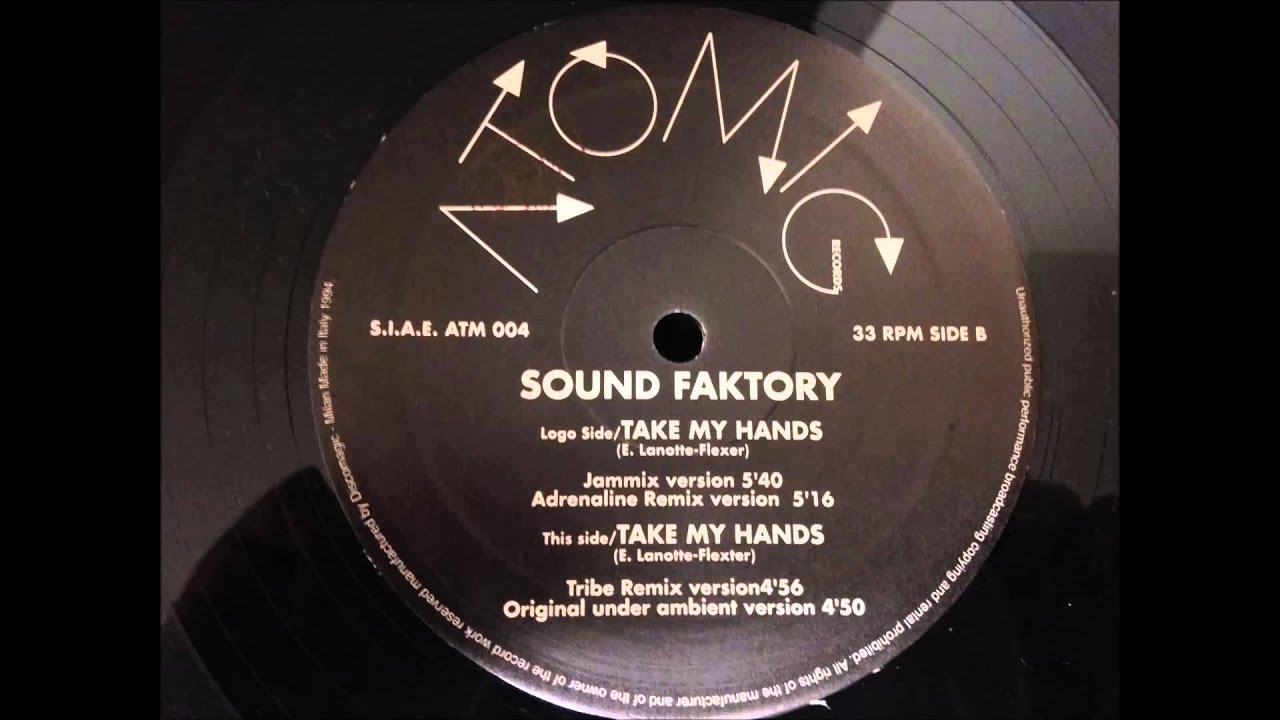 ATOMIC
RECORDS
S.I.A.E. ATM 004
33 RPM SIDE B
SOUND FAKTORY
Logo Side/TAKE MY HANDS
(E. Lanotte-Flexer)
Jammix version 5'40
Adrenaline Remix version 5'16
This side/TAKE MY HANDS
(E. Lanotte-Flexter)
Tribe Remix version4'56
Original under ambient version 4'50
Unauthorized public performance broadcasting copying and rental prohibited. All rights of the manufacturer and of the owner of the record work reserved manufactured by Discomagic - Milan Made in Italy 1994